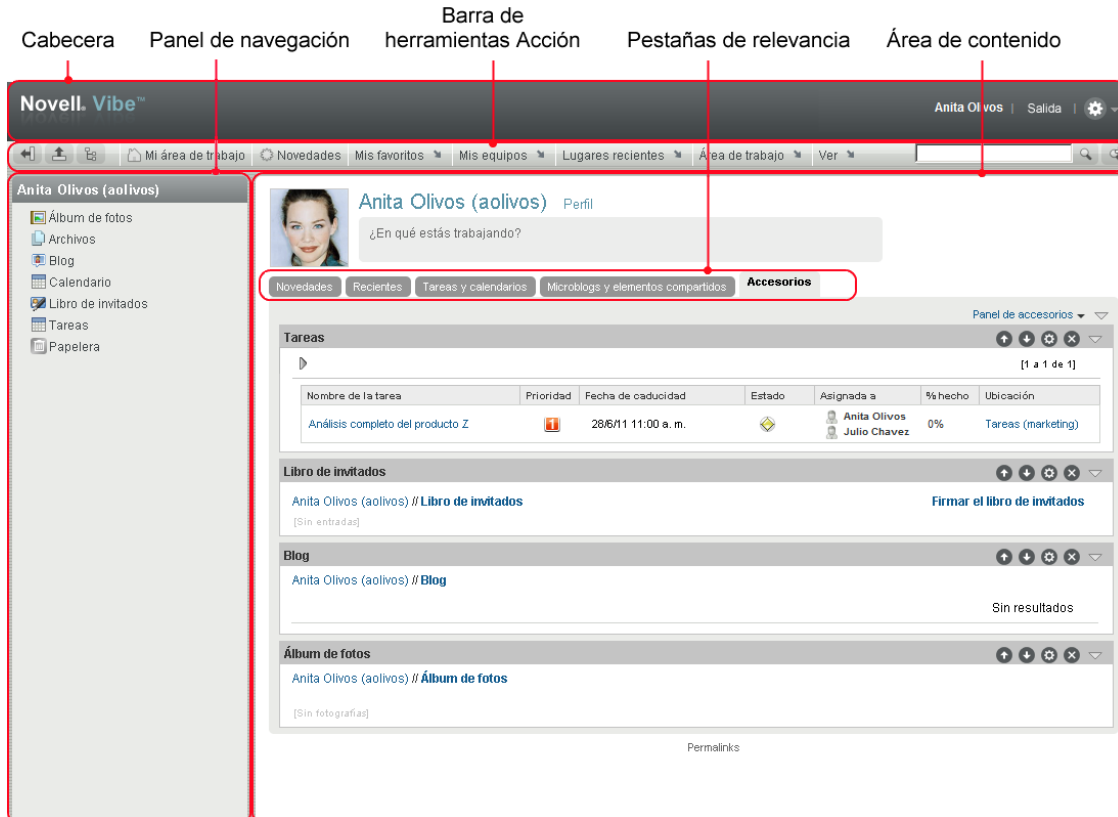 Cabecera
Panel de navegación
Barra de
herramientas Acción
Pestañas de relevancia
Área de contenido
Novell® Vibe™
Anita Olivos | Salida |
Mi área de trabajo Novedades Mis favoritos Mis equipos Lugares recientes Área de trabajo Ver
Anita Olivos (aolivos)
Álbum de fotos
Archivos
Blog
Calendario
Libro de invitados
Tareas
Papelera
Anita Olivos (aolivos) Perfil
¿En qué estás trabajando?
Novedades Recientes Tareas y calendarios Microblogs y elementos compartidos Accesorios
Panel de accesorios
Tareas
[1 a 1 de 1]
Nombre de la tarea Prioridad Fecha de caducidad Estado Asignada a % hecho Ubicación
Análisis completo del producto Z 1 28/6/11 11:00 a. m. Anita Olivos 0% Tareas (marketing)
Julio Chavez
Libro de invitados
Anita Olivos (aolivos) // Libro de invitados Firmar el libro de invitados
[Sin entradas]
Blog
Anita Olivos (aolivos) // Blog
Sin resultados
Álbum de fotos
Anita Olivos (aolivos) // Álbum de fotos
[Sin fotografías]
Permalinks